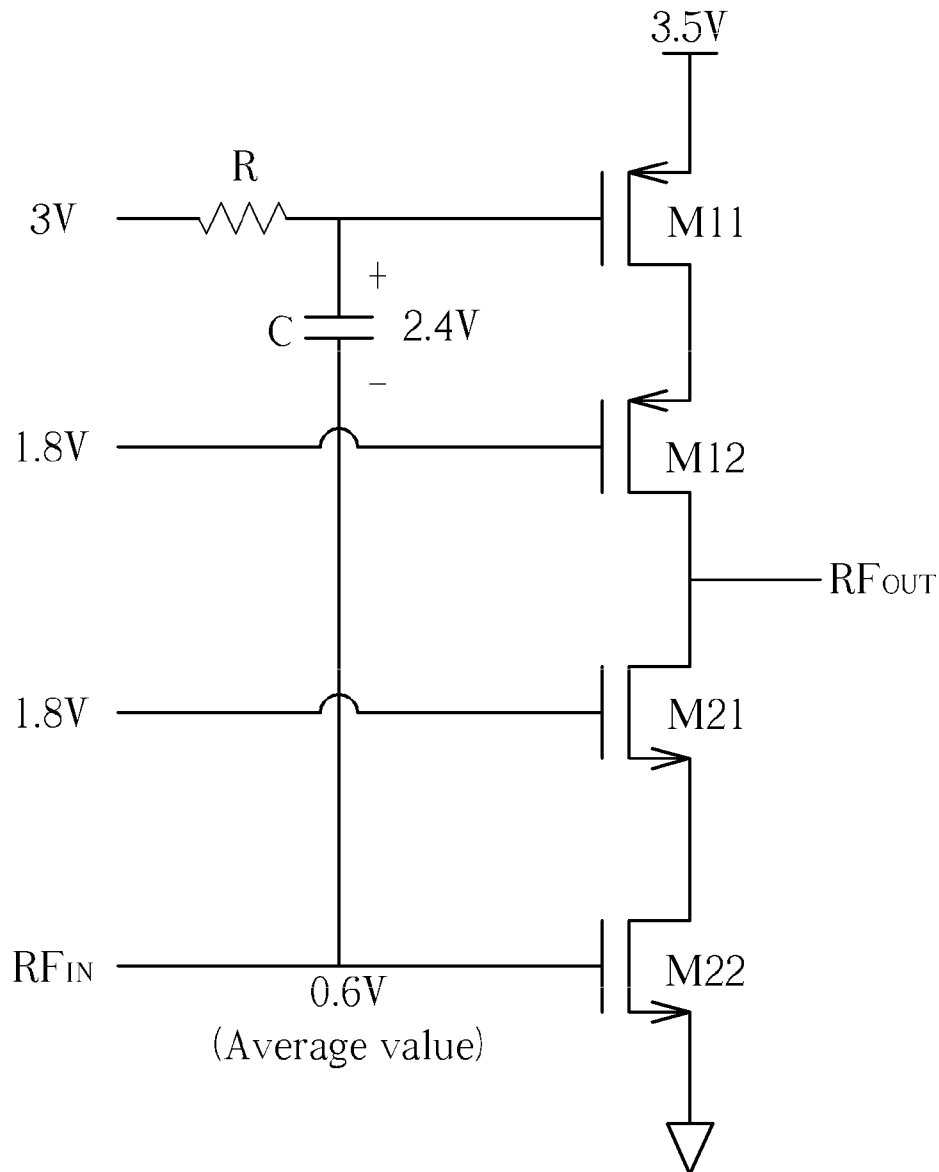 3.5V
R
3V
M11
+
C
2.4V
−
1.8V
M12
RFOUT
1.8V
M21
RFIN
0.6V
(Average value)
M22